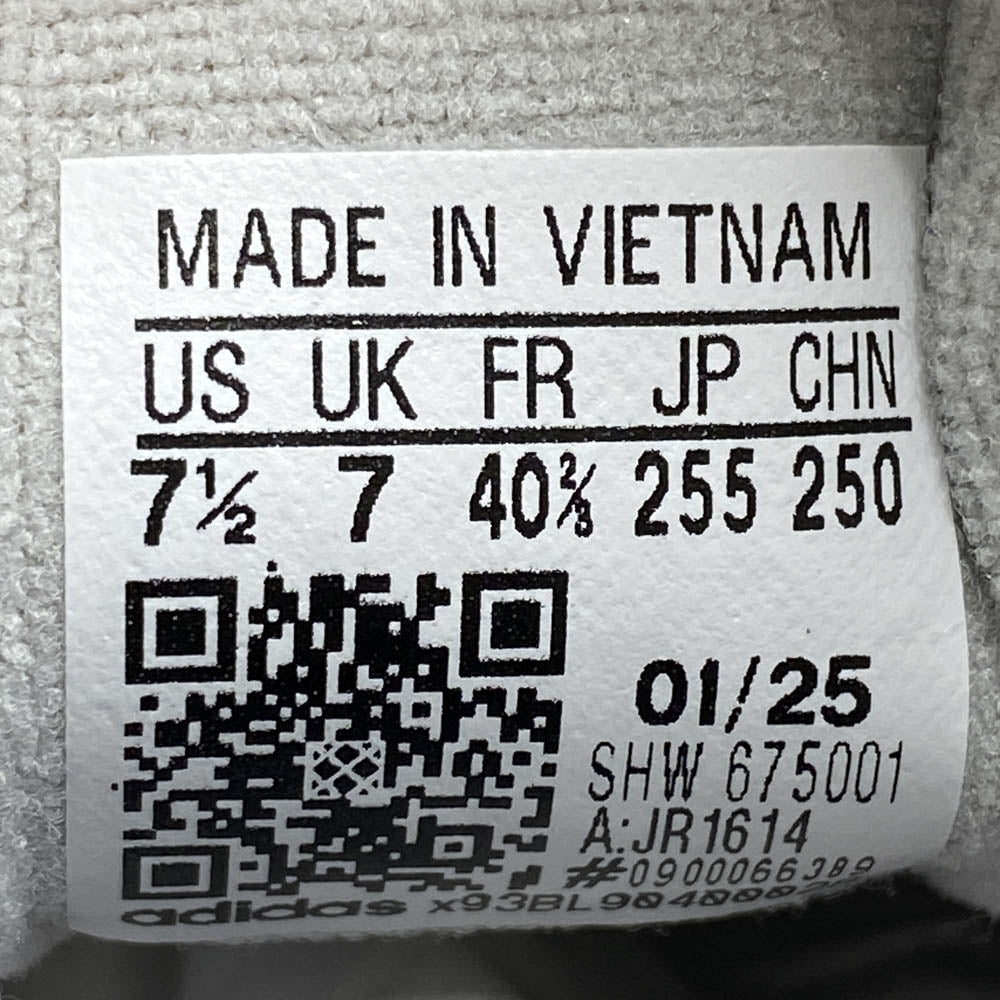 MADE IN VIETNAM
US UK FR JP CHN
7½ 7 40⅔ 255 250
01/25
SHW 675001
A:JR1614
#0900066389
adidas